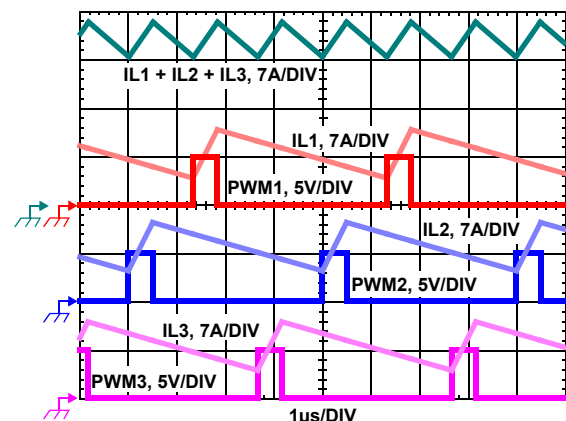 IL1 + IL2 + IL3, 7A/DIV
IL1, 7A/DIV
PWM1, 5V/DIV
IL2, 7A/DIV
PWM2, 5V/DIV
IL3, 7A/DIV
PWM3, 5V/DIV
1µs/DIV